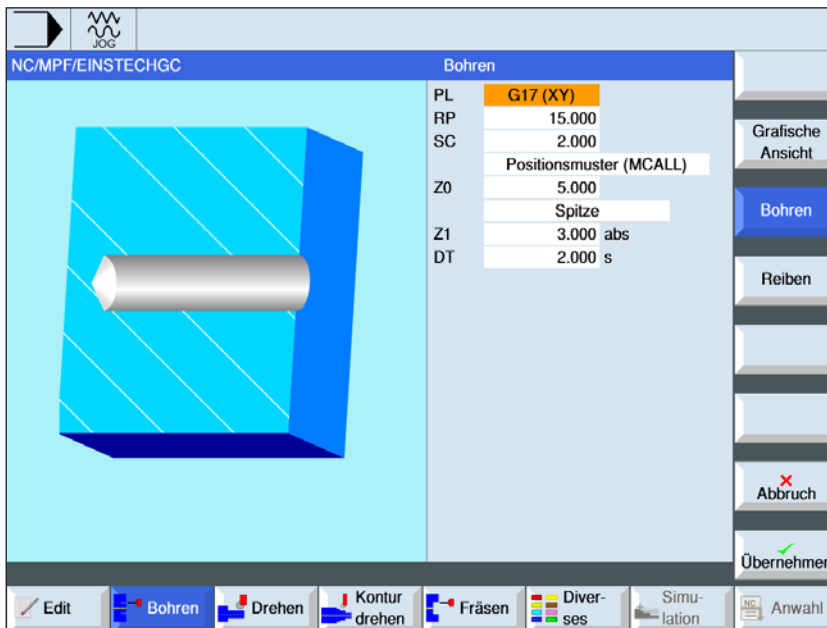 JOG
NC/MPF/EINSTECHGC
Bohren
PL G17 (XY)
RP 15.000
SC 2.000
Positionsmuster (MCALL)
Z0 5.000
Spitze
Z1 3.000 abs
DT 2.000 s
Grafische
Ansicht
Bohren
Reiben
Abbruch
Übernehmen
Edit
Bohren
Drehen
Kontur
drehen
Fräsen
Diver-
ses
Simu-
lation
NC
Anwahl